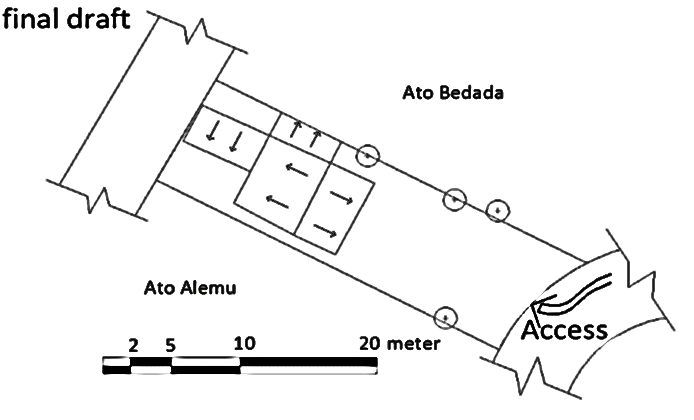 final draft
Ato Bedada
Ato Alemu
Access
2 5 10 20 meter